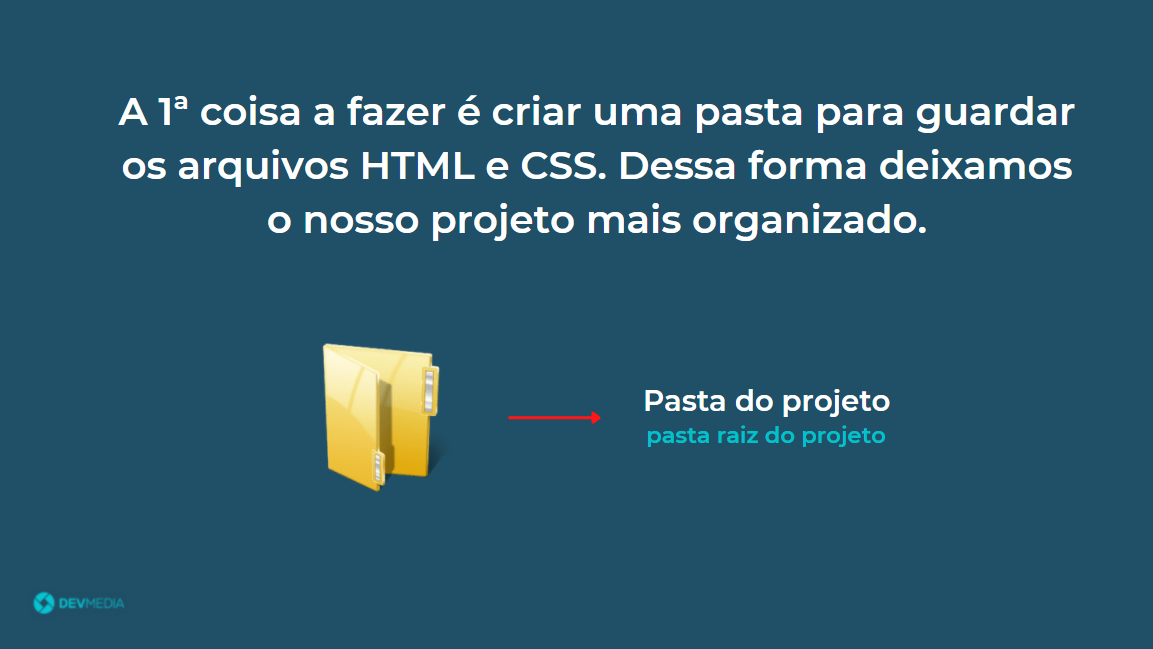 A 1ª coisa a fazer é criar uma pasta para guardar
os arquivos HTML e CSS. Dessa forma deixamos
o nosso projeto mais organizado.
Pasta do projeto
pasta raiz do projeto
DEVMEDIA